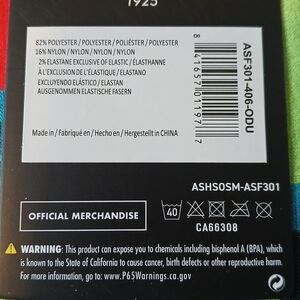 1925
82% POLYESTER / POLYESTER / POLIÉSTER / POLYESTER
16% NYLON / NYLON / NYLON / NYLON
2% ELASTANE EXCLUSIVE OF ELASTIC / ÉLASTHANNE
À L'EXCLUSION DE L'ÉLASTIQUE / ELASTANO
EXCLUYENDO ELÁSTICO / ELASTAN
AUSGENOMMEN ELASTISCHE FASERN
Made in / Fabriqué en / Hecho en / Hergestellt in CHINA
8 41657 01197 7
ASF301-406-ODU
ASHSOSM-ASF301
OFFICIAL MERCHANDISE
40
CA66308
WARNING: This product can expose you to chemicals including bisphenol A (BPA), which
is known to the State of California to cause cancer, birth defects or other reproductive harm.
For more information, go to: www.P65Warnings.ca.gov